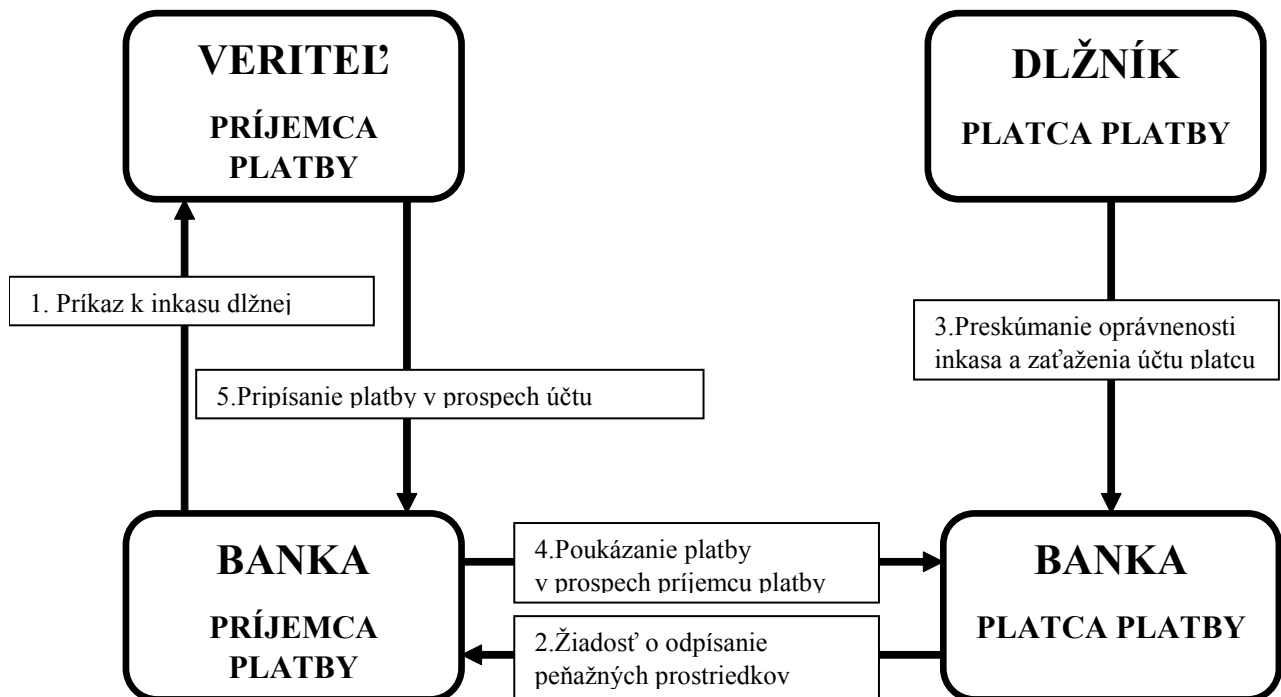 VERITEĽ
PRÍJEMCA
PLATBY
DLŽNÍK
PLATCA PLATBY
1. Príkaz k inkasu dlžnej
3.Preskúmanie oprávnenosti
inkasa a zaťaženia účtu platcu
5.Pripísanie platby v prospech účtu
BANKA
PRÍJEMCA
PLATBY
4.Poukázanie platby
v prospech príjemcu platby
2.Žiadosť o odpísanie
peňažných prostriedkov
BANKA
PLATCA PLATBY